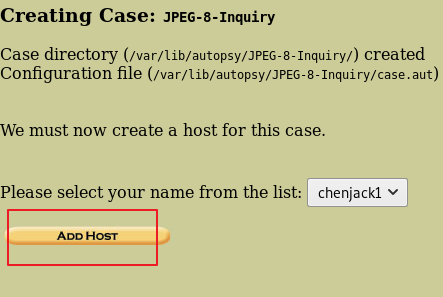 Creating Case: JPEG-8-Inquiry
Case directory (/var/lib/autopsy/JPEG-8-Inquiry/) created
Configuration file (/var/lib/autopsy/JPEG-8-Inquiry/case.aut)
We must now create a host for this case.
Please select your name from the list: chenjack1
ADD HOST